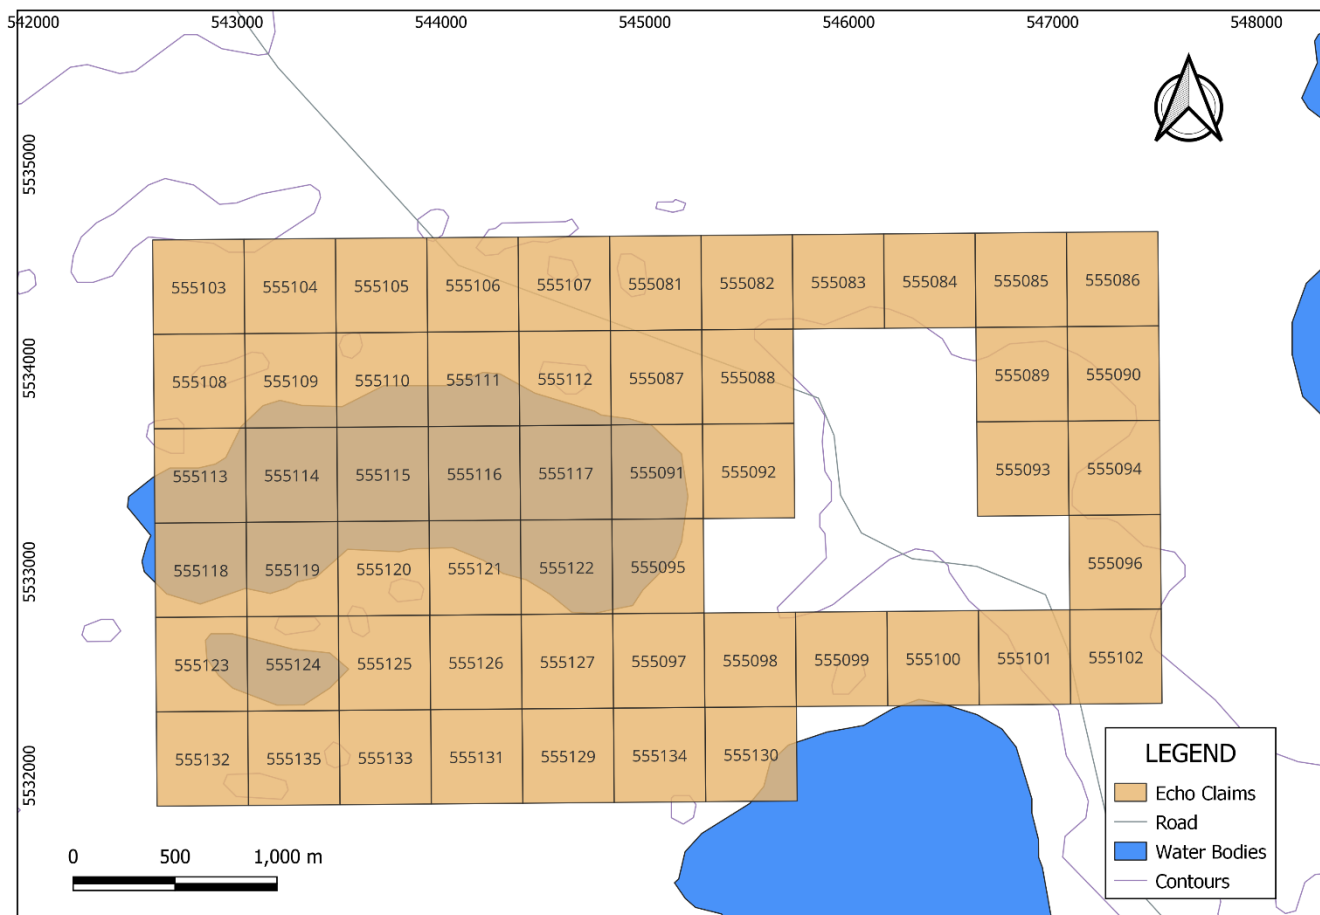 542000 543000 544000 545000 546000 547000 548000
5535000
5534000
5533000
5532000
555103 555104 555105 555106 555107 555081 555082 555083 555084 555085 555086
555108 555109 555110 555111 555112 555087 555088 555089 555090
555113 555114 555115 555116 555117 555091 555092 555093 555094
555118 555119 555120 555121 555122 555095 555096
555123 555124 555125 555126 555127 555097 555098 555099 555100 555101 555102
555132 555135 555133 555131 555129 555134 555130
LEGEND
Echo Claims
Road
Water Bodies
Contours
0 500 1,000 m